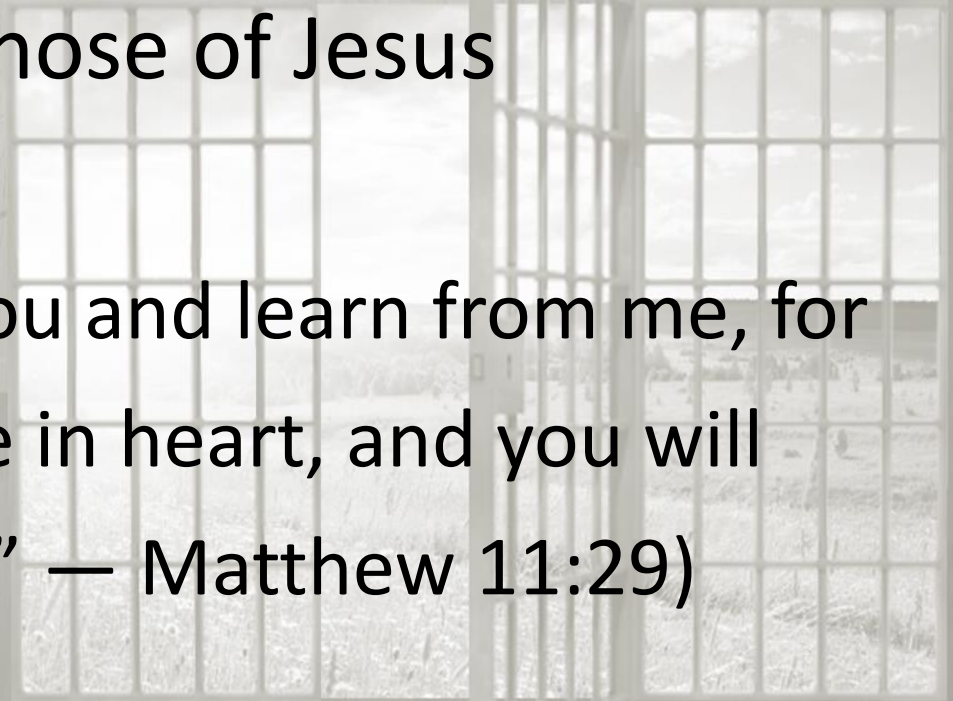 hose of Jesus
ou and learn from me, for
e in heart, and you will
” — Matthew 11:29)